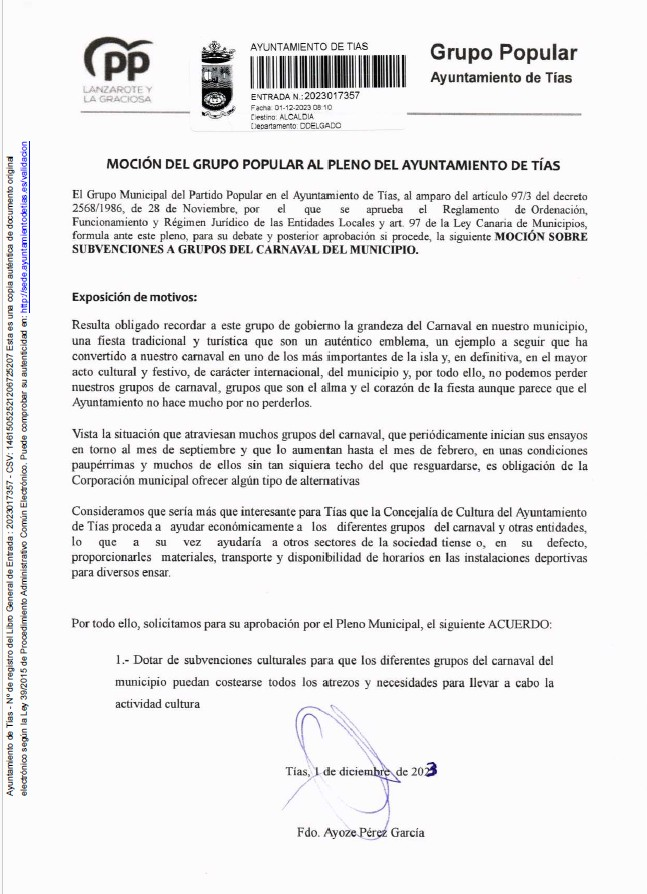 pp
LANZAROTE Y
LA GRACIOSA
AYUNTAMIENTO DE TIAS
ENTRADA N.: 2023017357
Fecha: 01-12-2023 08:10
Destino: ALCALDIA
Departamento: DDELGADO
Grupo Popular
Ayuntamiento de Tías
MOCIÓN DEL GRUPO POPULAR AL PLENO DEL AYUNTAMIENTO DE TÍAS
El Grupo Municipal del Partido Popular en el Ayuntamiento de Tías, al amparo del artículo 97/3 del decreto
2568/1986, de 28 de Noviembre, por el que se aprueba el Reglamento de Ordenación,
Funcionamiento y Régimen Jurídico de las Entidades Locales y art. 97 de la Ley Canaria de Municipios,
formula ante este pleno, para su debate y posterior aprobación si procede, la siguiente MOCIÓN SOBRE
SUBVENCIONES A GRUPOS DEL CARNAVAL DEL MUNICIPIO.
Exposición de motivos:
Resulta obligado recordar a este grupo de gobierno la grandeza del Carnaval en nuestro municipio,
una fiesta tradicional y turística que son un auténtico emblema, un ejemplo a seguir que ha
convertido a nuestro carnaval en uno de los más importantes de la isla y, en definitiva, en el mayor
acto cultural y festivo, de carácter internacional, del municipio y, por todo ello, no podemos perder
nuestros grupos de carnaval, grupos que son el alma y el corazón de la fiesta aunque parece que el
Ayuntamiento no hace mucho por no perderlos.
Vista la situación que atraviesan muchos grupos del carnaval, que periódicamente inician sus ensayos
en torno al mes de septiembre y que lo aumentan hasta el mes de febrero, en unas condiciones
paupérrimas y muchos de ellos sin tan siquiera techo del que resguardarse, es obligación de la
Corporación municipal ofrecer algún tipo de alternativas
Consideramos que sería más que interesante para Tías que la Concejalía de Cultura del Ayuntamiento
de Tías proceda a ayudar económicamente a los diferentes grupos del carnaval y otras entidades,
lo que a su vez ayudaría a otros sectores de la sociedad tiense o, en su defecto,
proporcionarles materiales, transporte y disponibilidad de horarios en las instalaciones deportivas
para diversos ensar.
Por todo ello, solicitamos para su aprobación por el Pleno Municipal, el siguiente ACUERDO:
1.- Dotar de subvenciones culturales para que los diferentes grupos del carnaval del
municipio puedan costearse todos los atrezos y necesidades para llevar a cabo la
actividad cultura
Tías, 1 de diciembre de 2023
Fdo. Ayoze Pérez García
Ayuntamiento de Tías - Nº de registro del Libro General de Entrada : 2023017357 - CSV: 14615052521206725207 Esta es una copia auténtica de documento original
electrónico según la Ley 39/2015 de Procedimiento Administrativo Común Electrónico. Puede comprobar su autenticidad en: http://sede.ayuntamientodetias.es/validacion